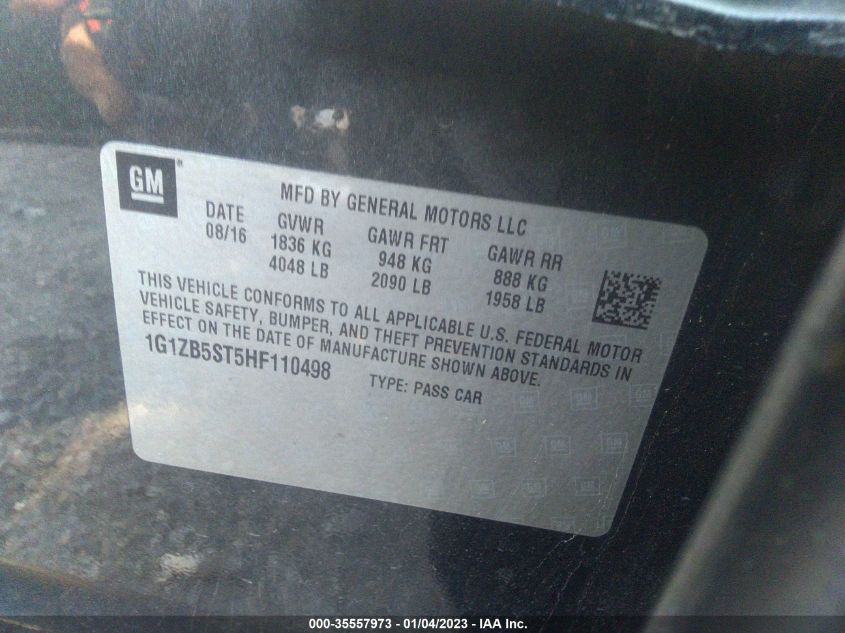 GM®
MFD BY GENERAL MOTORS LLC
DATE GVWR GAWR FRT GAWR RR
08/16 1836 KG 948 KG 888 KG
4048 LB 2090 LB 1958 LB
THIS VEHICLE CONFORMS TO ALL APPLICABLE U.S. FEDERAL MOTOR
VEHICLE SAFETY, BUMPER, AND THEFT PREVENTION STANDARDS IN
EFFECT ON THE DATE OF MANUFACTURE SHOWN ABOVE.
1G1ZB5ST5HF110498 TYPE: PASS CAR
000-35557973 - 01/04/2023 - IAA Inc.